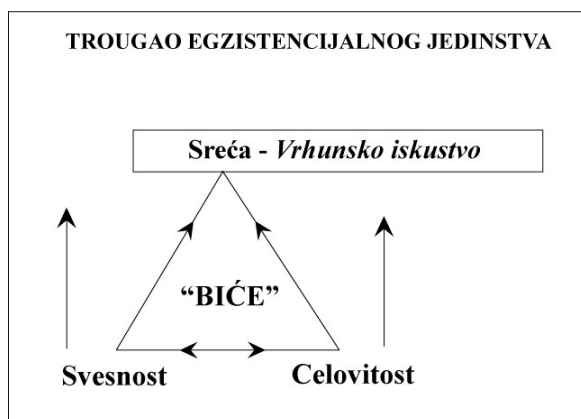 TROUGAO EGZISTENCIJALNOG JEDINSTVA
Sreća - Vrhunsko iskustvo
“BIĆE”
Svesnost Celovitost